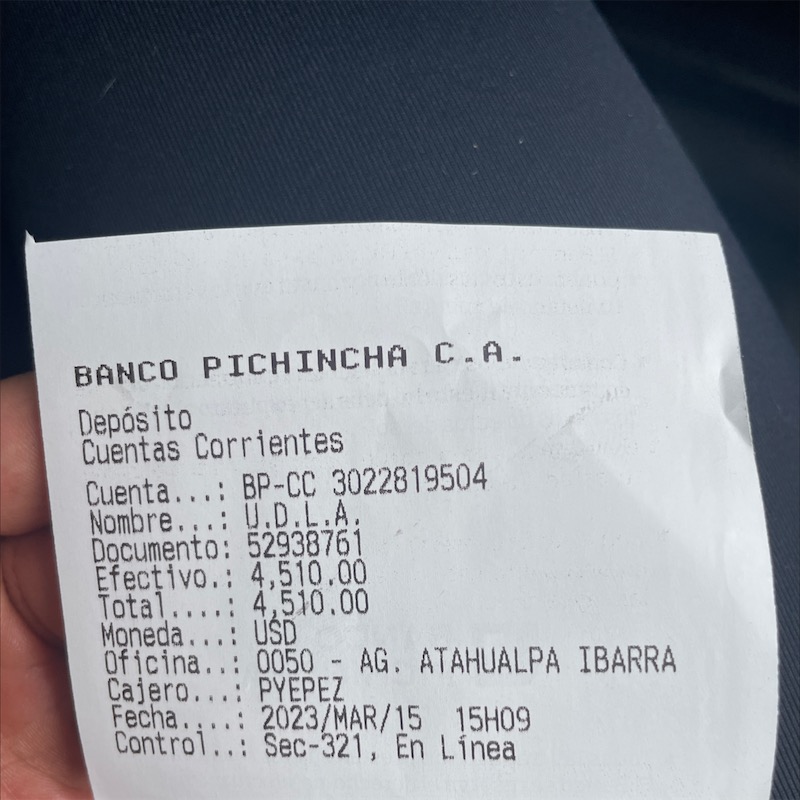 BANCO PICHINCHA C.A.
Depósito
Cuentas Corrientes
Cuenta...: BP-CC 3022819504
Nombre...: U.D.L.A.
Documento: 52938761
Efectivo.: 4,510.00
Total....: 4,510.00
Moneda...: USD
Oficina..: 0050 - AG. ATAHUALPA IBARRA
Cajero...: PYEPEZ
Fecha....: 2023/MAR/15 15H09
Control..: Sec-321, En Línea